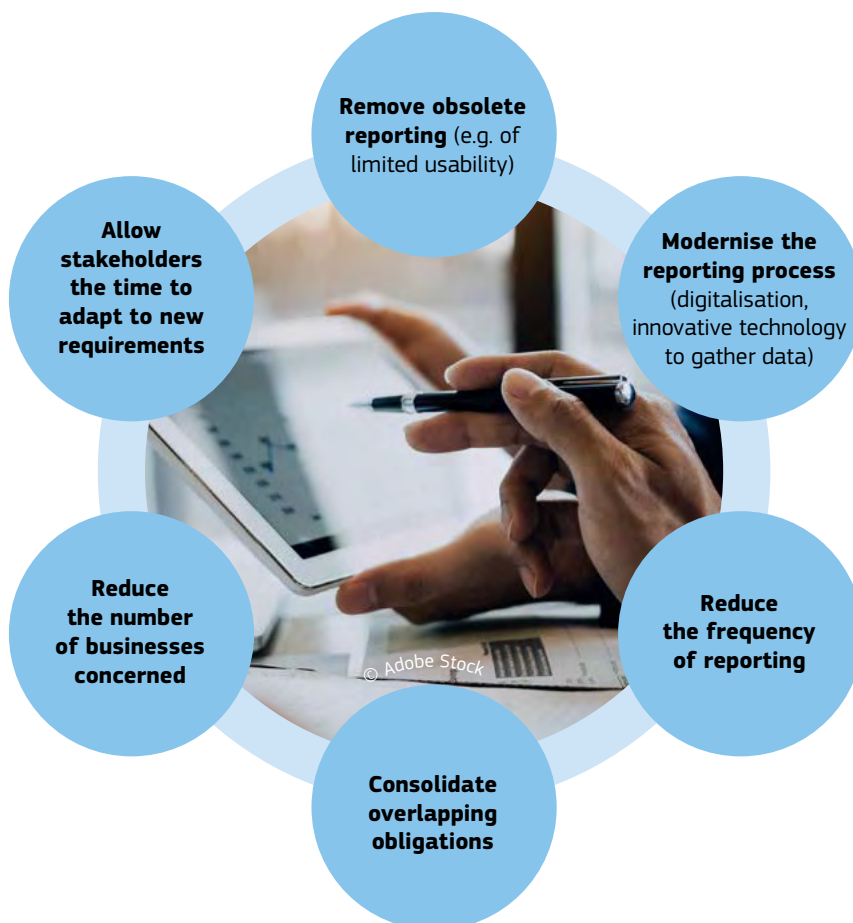 Remove obsolete
reporting (e.g. of
limited usability)
Modernise the
reporting process
(digitalisation,
innovative technology
to gather data)
Reduce
the frequency
of reporting
Consolidate
overlapping
obligations
Reduce
the number
of businesses
concerned
Allow
stakeholders
the time to
adapt to new
requirements
© Adobe Stock